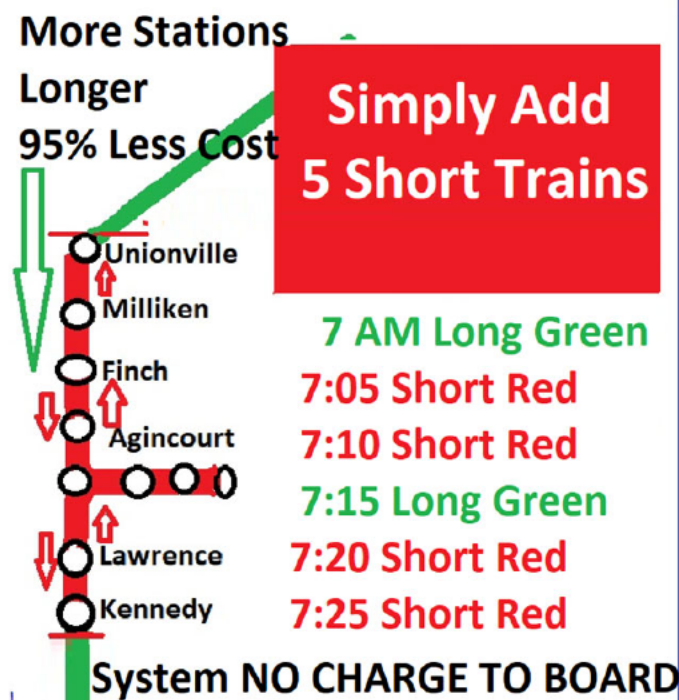 More Stations
Longer
95% Less Cost
Simply Add
5 Short Trains
Unionville
Milliken
Finch
Agincourt
Lawrence
Kennedy
7 AM Long Green
7:05 Short Red
7:10 Short Red
7:15 Long Green
7:20 Short Red
7:25 Short Red
System NO CHARGE TO BOARD